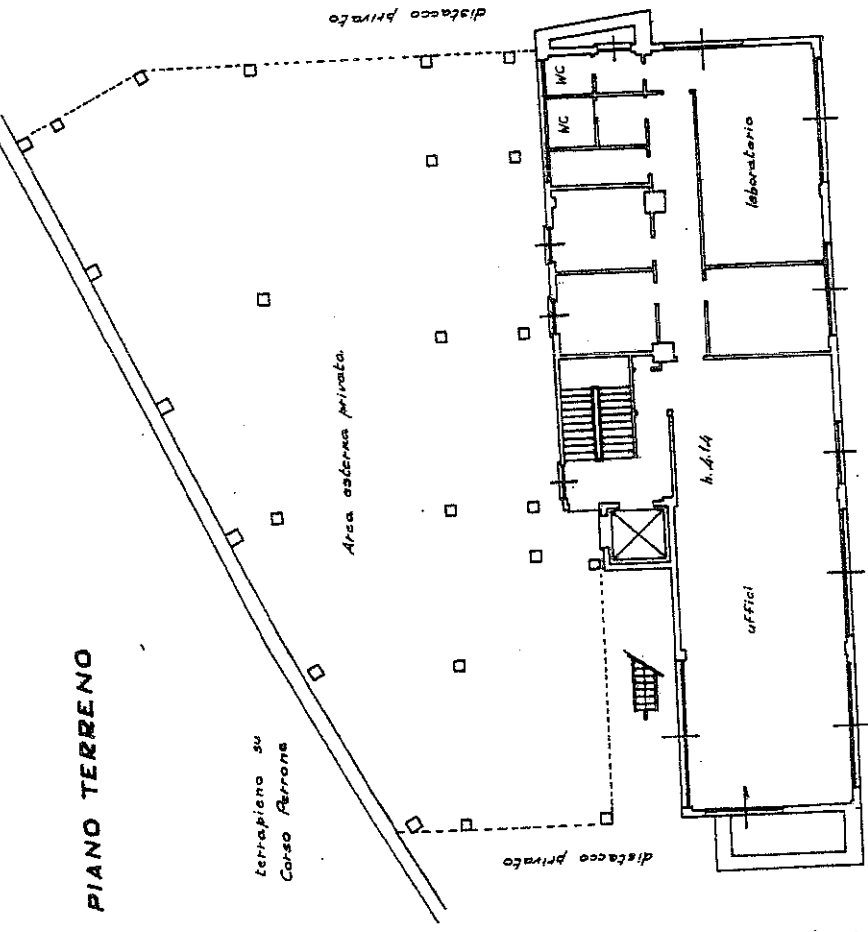 PIANO TERRENO
terrapieno su
Corso Perrone
Area esterna privata.
distacco privato
distacco privato
WC
WC
laboratorio
h. 4.14
uffici